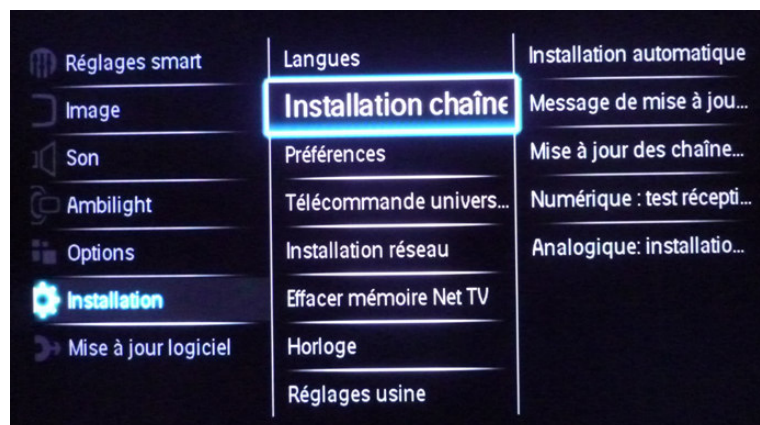 Réglages smart
Image
Son
Ambilight
Options
Installation
Mise à jour logiciel
Langues
Installation chaîne
Préférences
Télécommande univers...
Installation réseau
Effacer mémoire Net TV
Horloge
Réglages usine
Installation automatique
Message de mise à jou...
Mise à jour des chaîne...
Numérique : test récepti...
Analogique: installatio...